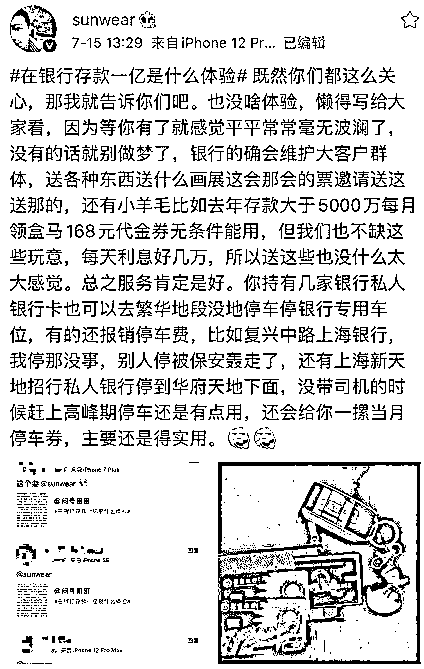 sunwear
7-15 13:29 来自iPhone 12 Pr... 已编辑
#在银行存款一亿是什么体验# 既然你们都这么关
心，那我就告诉你们吧。也没啥体验，懒得写给大
家看，因为等你有了就感觉平平常常毫无波澜了，
没有的话就别做梦了，银行的确会维护大客户群
体，送各种东西送什么画展这会那会的票邀请送这
送那的，还有小羊毛比如去年存款大于5000万每月
领盒马168元代金券无条件能用，但我们也不缺这
些玩意，每天利息好几万，所以送这些也没什么太
大感觉。总之服务肯定是好。你持有几家银行私人
银行卡也可以去繁华地段没地停车停银行专用车
位，有的还报销停车费，比如复兴中路上海银行，
我停那没事，别人停被保安轰走了，还有上海新天
地招行私人银行停到华府天地下面，没带司机的时
候赶上高峰期停车还是有点用，还会给你一摞当月
停车券，主要还是得实用。
@sunwear
@sunwear